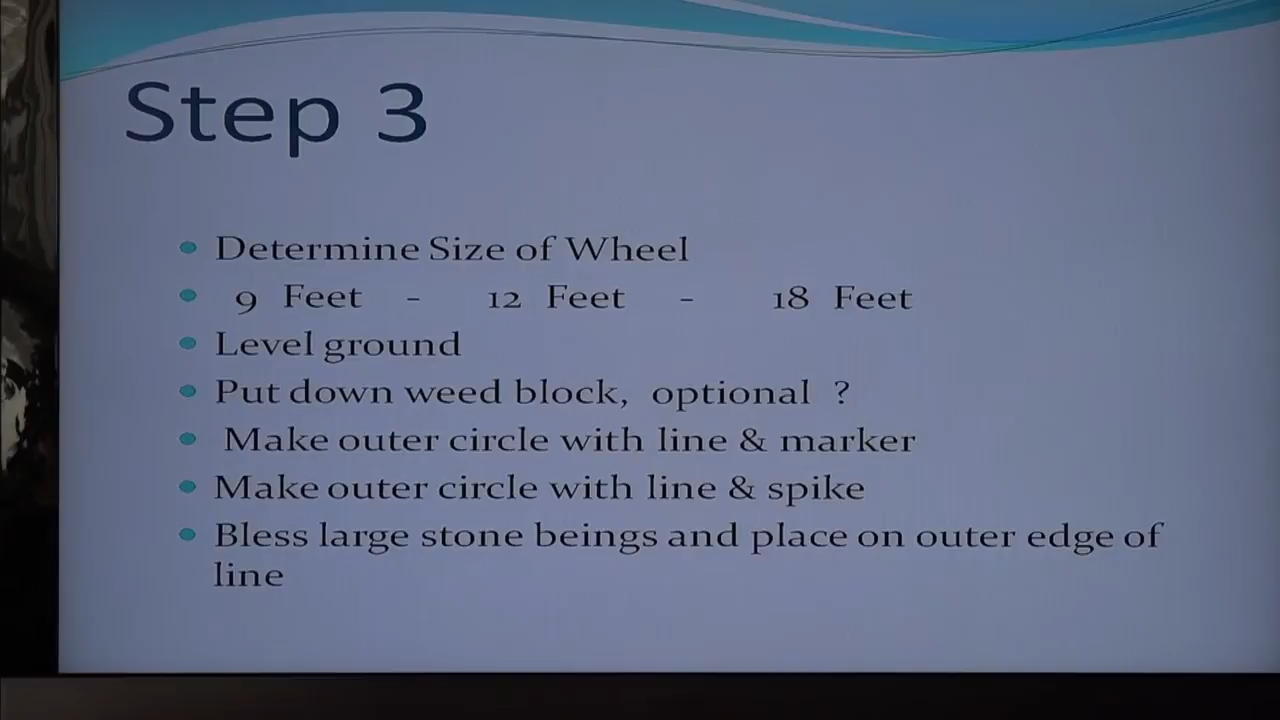 Step 3
Determine Size of Wheel
9 Feet - 12 Feet - 18 Feet
Level ground
Put down weed block, optional ?
Make outer circle with line & marker
Make outer circle with line & spike
Bless large stone beings and place on outer edge of
line